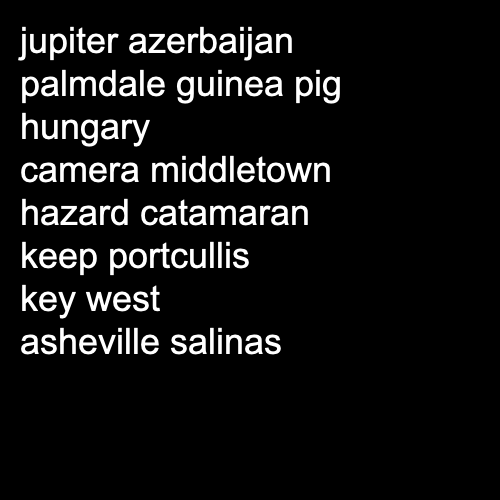 jupiter azerbaijan
palmdale guinea pig
hungary
camera middletown
hazard catamaran
keep portcullis
key west
asheville salinas